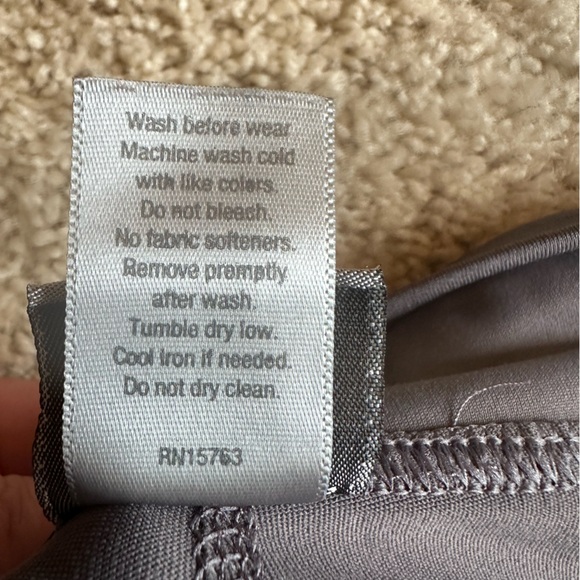 Wash before wear
Machine wash cold
with like colors.
Do not bleach.
No fabric softeners.
Remove promptly
after wash.
Tumble dry low.
Cool Iron if needed.
Do not dry clean.
RN15763